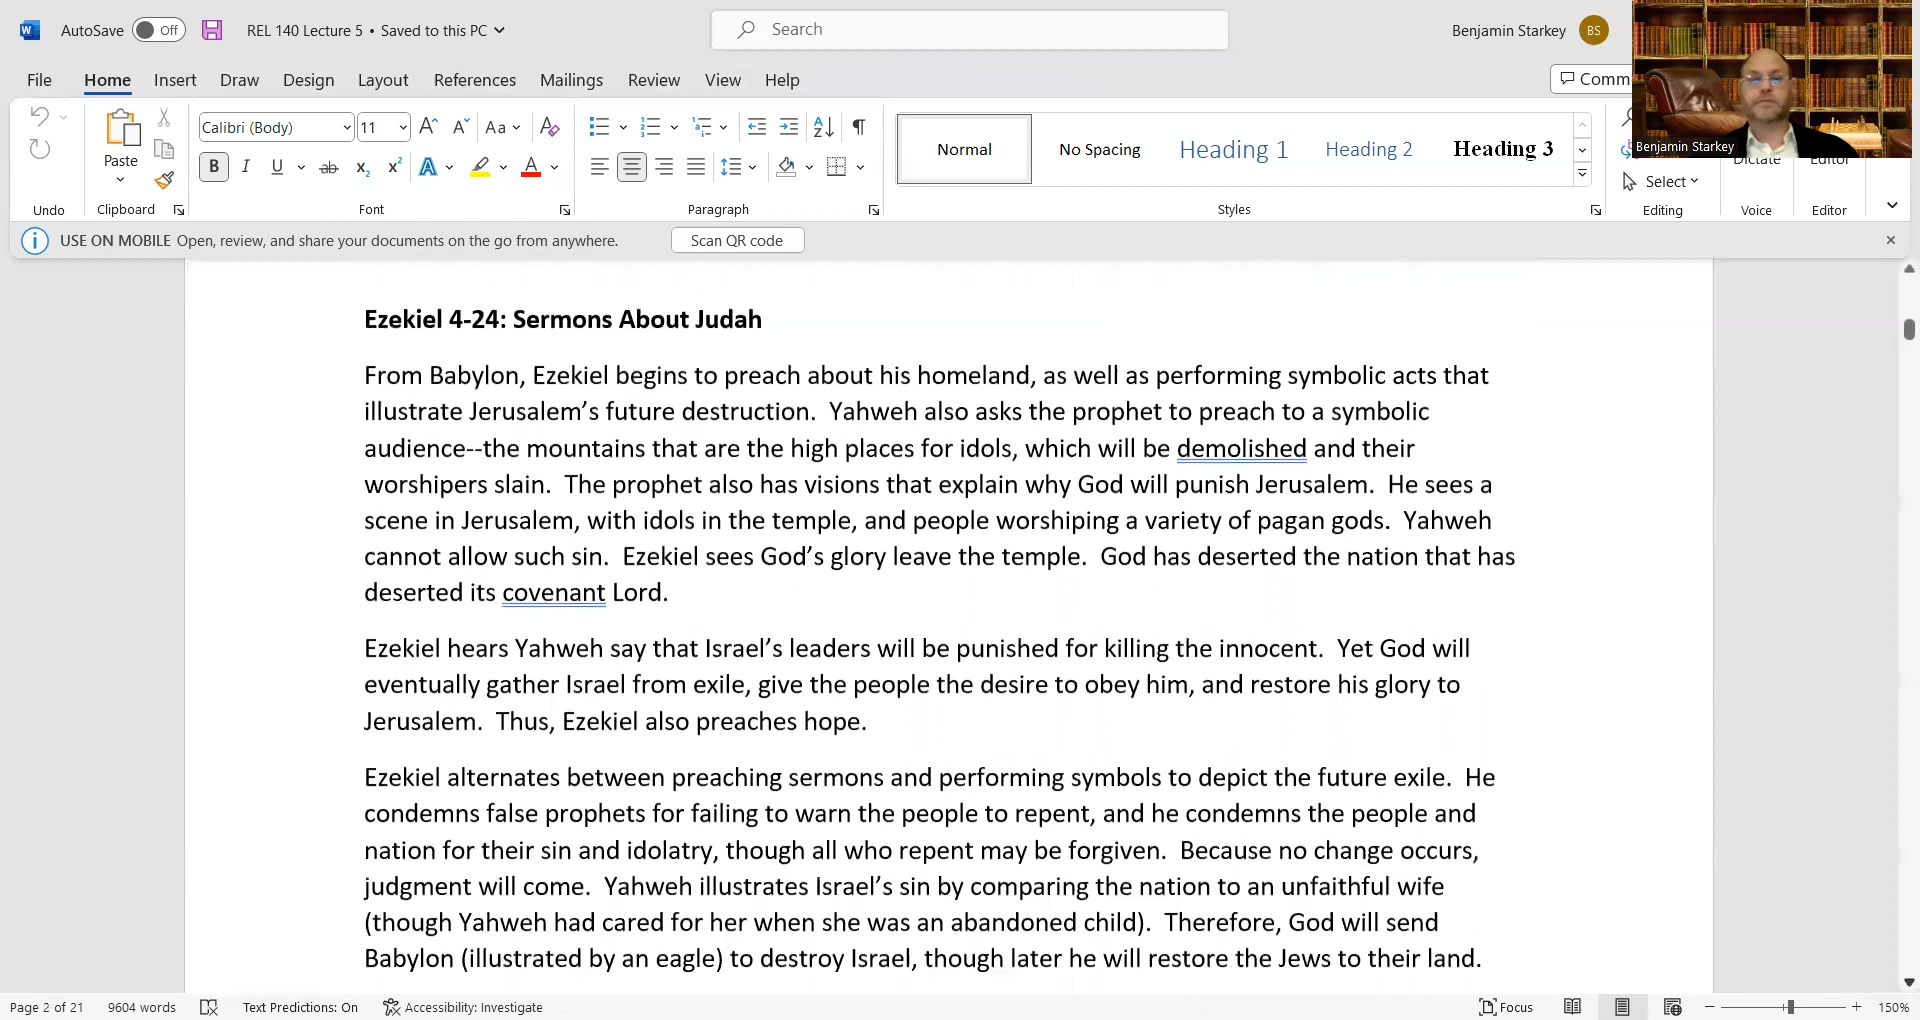 AutoSave Off REL 140 Lecture 5 • Saved to this PC Search Benjamin Starkey BS
File Home Insert Draw Design Layout References Mailings Review View Help
Calibri (Body) 11 Aa
Paste
B I U ab x₂ x² A A
Normal No Spacing Heading 1 Heading 2 Heading 3
Select
Dictate Editor
Benjamin Starkey
Undo Clipboard Font Paragraph Styles Editing Voice Editor
USE ON MOBILE Open, review, and share your documents on the go from anywhere. Scan QR code
Ezekiel 4-24: Sermons About Judah
From Babylon, Ezekiel begins to preach about his homeland, as well as performing symbolic acts that
illustrate Jerusalem’s future destruction.  Yahweh also asks the prophet to preach to a symbolic
audience--the mountains that are the high places for idols, which will be demolished and their
worshipers slain.  The prophet also has visions that explain why God will punish Jerusalem.  He sees a
scene in Jerusalem, with idols in the temple, and people worshiping a variety of pagan gods.  Yahweh
cannot allow such sin.  Ezekiel sees God’s glory leave the temple.  God has deserted the nation that has
deserted its covenant Lord.
Ezekiel hears Yahweh say that Israel’s leaders will be punished for killing the innocent.  Yet God will
eventually gather Israel from exile, give the people the desire to obey him, and restore his glory to
Jerusalem.  Thus, Ezekiel also preaches hope.
Ezekiel alternates between preaching sermons and performing symbols to depict the future exile.  He
condemns false prophets for failing to warn the people to repent, and he condemns the people and
nation for their sin and idolatry, though all who repent may be forgiven.  Because no change occurs,
judgment will come.  Yahweh illustrates Israel’s sin by comparing the nation to an unfaithful wife
(though Yahweh had cared for her when she was an abandoned child).  Therefore, God will send
Babylon (illustrated by an eagle) to destroy Israel, though later he will restore the Jews to their land.
Page 2 of 21 9604 words Text Predictions: On Accessibility: Investigate Focus 150%